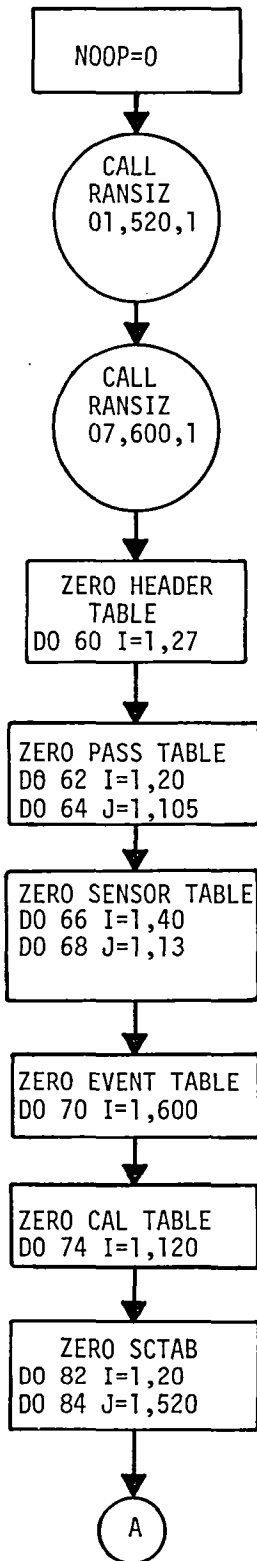 NOOP=0
CALL
RANSIZ
01,520,1
CALL
RANSIZ
07,600,1
ZERO HEADER
TABLE
DO 60 I=1,27
ZERO PASS TABLE
DO 62 I=1,20
DO 64 J=1,105
ZERO SENSOR TABLE
DO 66 I=1,40
DO 68 J=1,13
ZERO EVENT TABLE
DO 70 I=1,600
ZERO CAL TABLE
DO 74 I=1,120
ZERO SCTAB
DO 82 I=1,20
DO 84 J=1,520
A